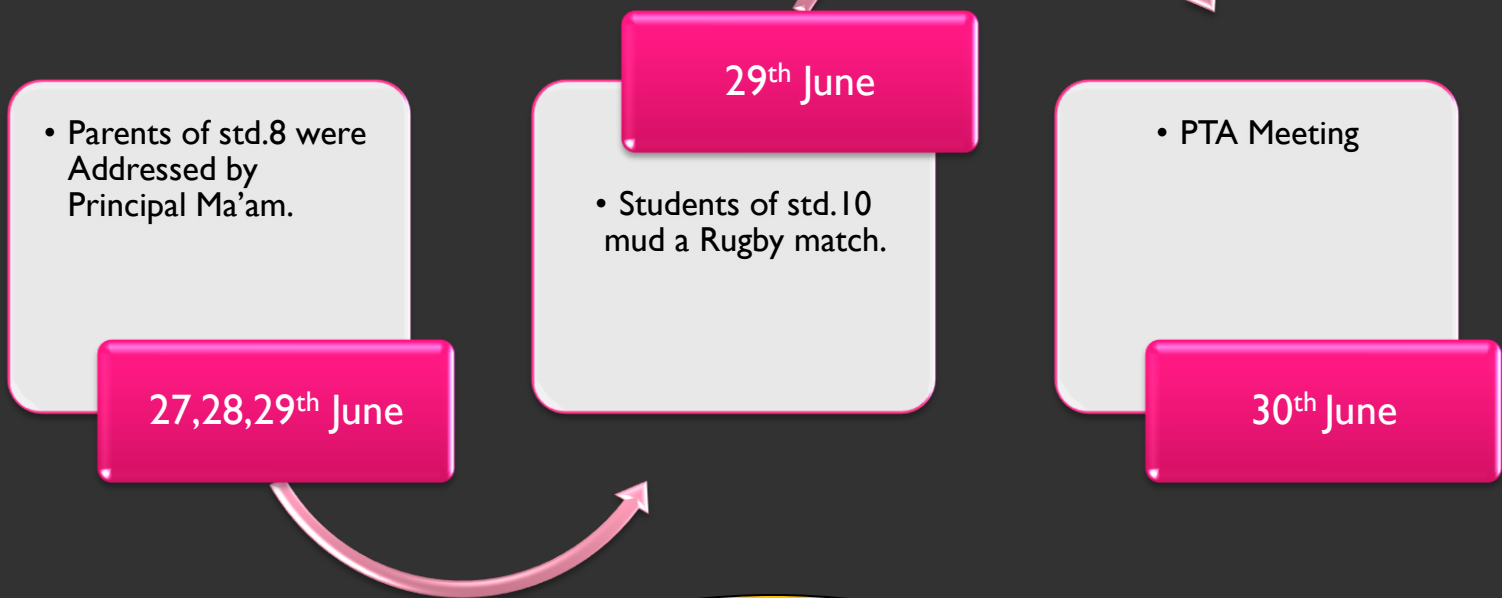 • Parents of std.8 were
Addressed by
Principal Ma’am.
27,28,29th June
29th June
• Students of std.10
mud a Rugby match.
• PTA Meeting
30th June